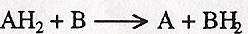 AH₂ + B ⟶ A + BH₂